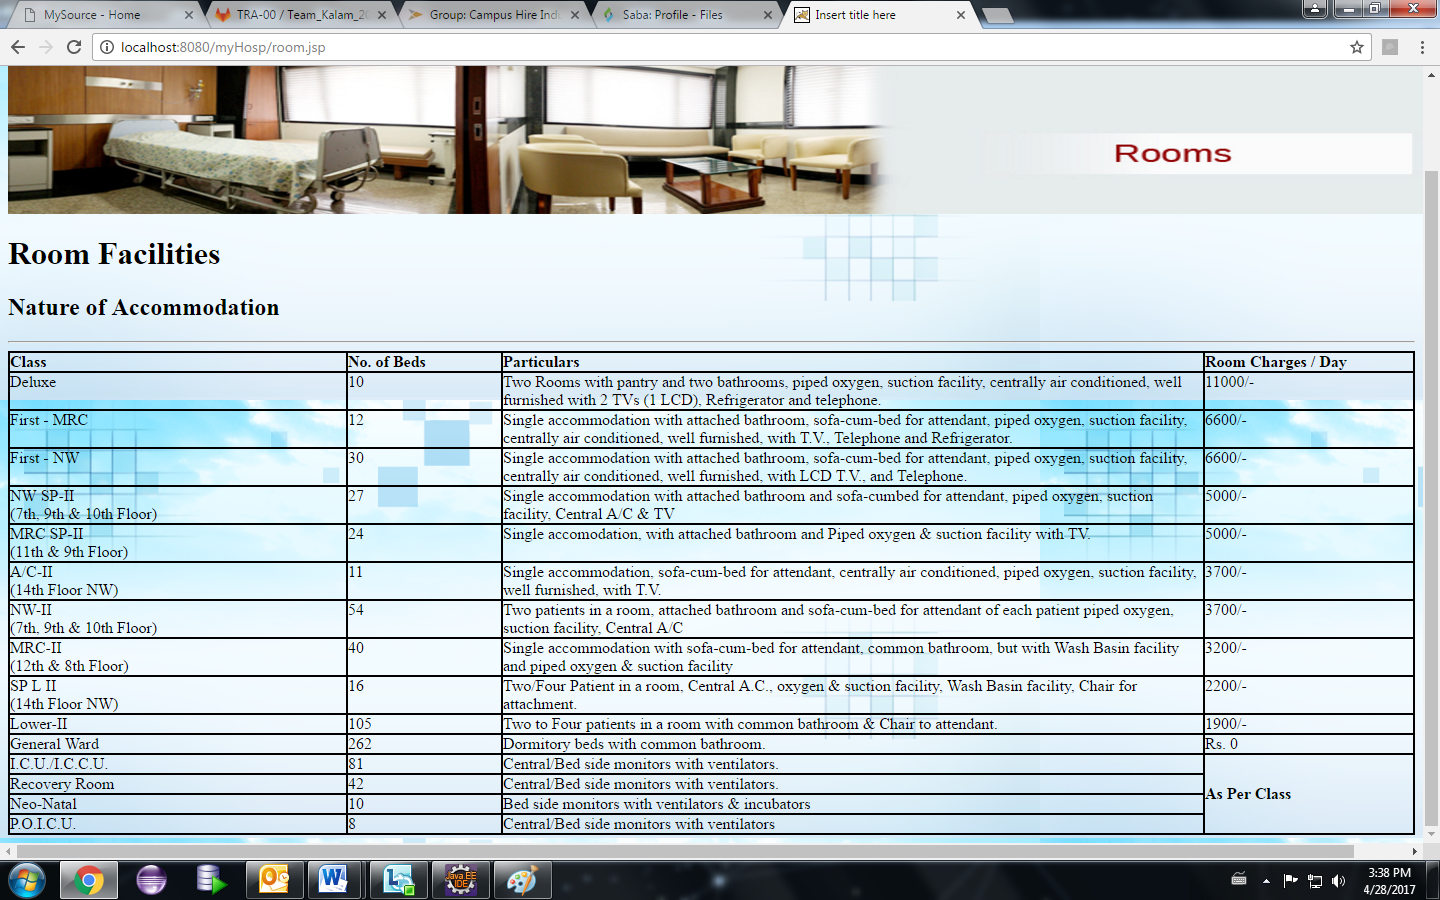 MySource - Home
TRA-00 / Team_Kalam_20
Group: Campus Hire Ind
Saba: Profile - Files
Insert title here
localhost:8080/myHosp/room.jsp
Rooms
Room Facilities
Nature of Accommodation
Class No. of Beds Particulars Room Charges / Day
Deluxe 10 Two Rooms with pantry and two bathrooms, piped oxygen, suction facility, centrally air conditioned, well 11000/-
furnished with 2 TVs (1 LCD), Refrigerator and telephone.
First - MRC 12 Single accommodation with attached bathroom, sofa-cum-bed for attendant, piped oxygen, suction facility, 6600/-
centrally air conditioned, well furnished, with T.V., Telephone and Refrigerator.
First - NW 30 Single accommodation with attached bathroom, sofa-cum-bed for attendant, piped oxygen, suction facility, 6600/-
centrally air conditioned, well furnished, with LCD T.V., and Telephone.
NW SP-II 27 Single accommodation with attached bathroom and sofa-cumbed for attendant, piped oxygen, suction 5000/-
(7th, 9th & 10th Floor) facility, Central A/C & TV
MRC SP-II 24 Single accomodation, with attached bathroom and Piped oxygen & suction facility with TV. 5000/-
(11th & 9th Floor)
A/C-II 11 Single accommodation, sofa-cum-bed for attendant, centrally air conditioned, piped oxygen, suction facility, 3700/-
(14th Floor NW) well furnished, with T.V.
NW-II 54 Two patients in a room, attached bathroom and sofa-cum-bed for attendant of each patient piped oxygen, 3700/-
(7th, 9th & 10th Floor) suction facility, Central A/C
MRC-II 40 Single accommodation with sofa-cum-bed for attendant, common bathroom, but with Wash Basin facility 3200/-
(12th & 8th Floor) and piped oxygen & suction facility
SP L II 16 Two/Four Patient in a room, Central A.C., oxygen & suction facility, Wash Basin facility, Chair for 2200/-
(14th Floor NW) attachment.
Lower-II 105 Two to Four patients in a room with common bathroom & Chair to attendant. 1900/-
General Ward 262 Dormitory beds with common bathroom. Rs. 0
I.C.U./I.C.C.U. 81 Central/Bed side monitors with ventilators.
Recovery Room 42 Central/Bed side monitors with ventilators.
As Per Class
Neo-Natal 10 Bed side monitors with ventilators & incubators
P.O.I.C.U. 8 Central/Bed side monitors with ventilators
Java EE
IDE
3:38 PM
4/28/2017